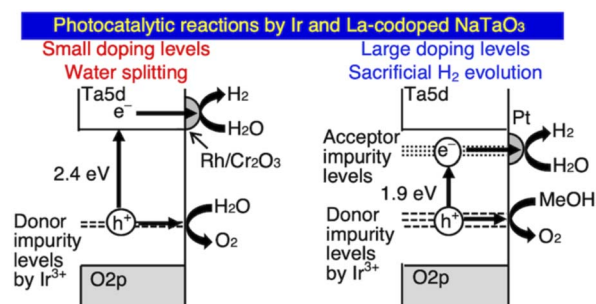 Photocatalytic reactions by Ir and La-codoped NaTaO₃
Small doping levels
Water splitting
Ta5d
e⁻
H₂
H₂O
Rh/Cr₂O₃
2.4 eV
Donor
impurity
levels
by Ir³⁺
h⁺
H₂O
O₂
O2p
Large doping levels
Sacrificial H₂ evolution
Ta5d
Pt
Acceptor
impurity
levels
e⁻
H₂
H₂O
1.9 eV
Donor
impurity
levels
by Ir³⁺
h⁺
MeOH
O₂
O2p